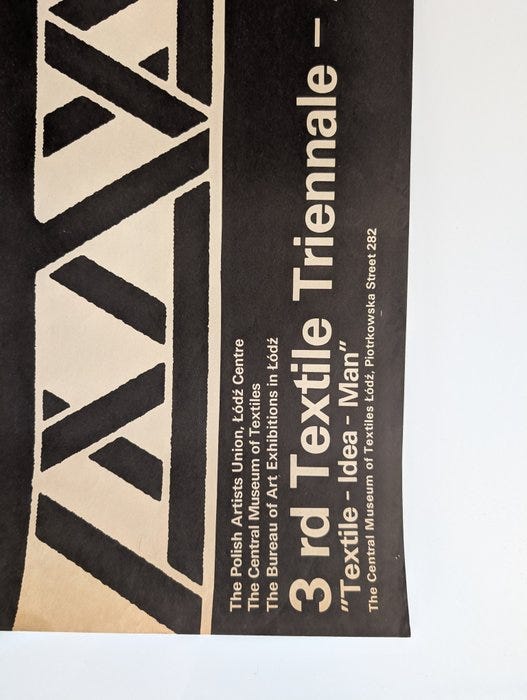 The Polish Artists Union, Łódź Centre
The Central Museum of Textiles
The Bureau of Art Exhibitions in Łódź
3 rd Textile Triennale –
"Textile - Idea - Man"
The Central Museum of Textiles Łódź, Piotrkowska Street 282